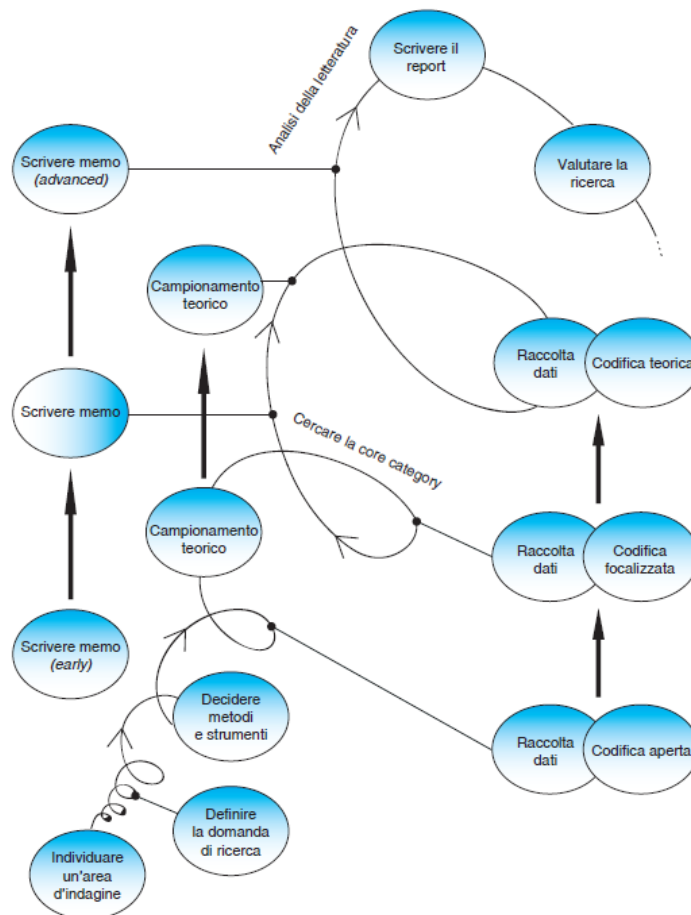 Scrivere il
report
Analisi della letteratura
Scrivere memo
(advanced)
Valutare la
ricerca
Campionamento
teorico
Raccolta
dati
Codifica teorica
Scrivere memo
Cercare la core category
Campionamento
teorico
Raccolta
dati
Codifica
focalizzata
Scrivere memo
(early)
Decidere
metodi
e strumenti
Raccolta
dati
Codifica aperta
Definire
la domanda
di ricerca
Individuare
un'area
d'indagine